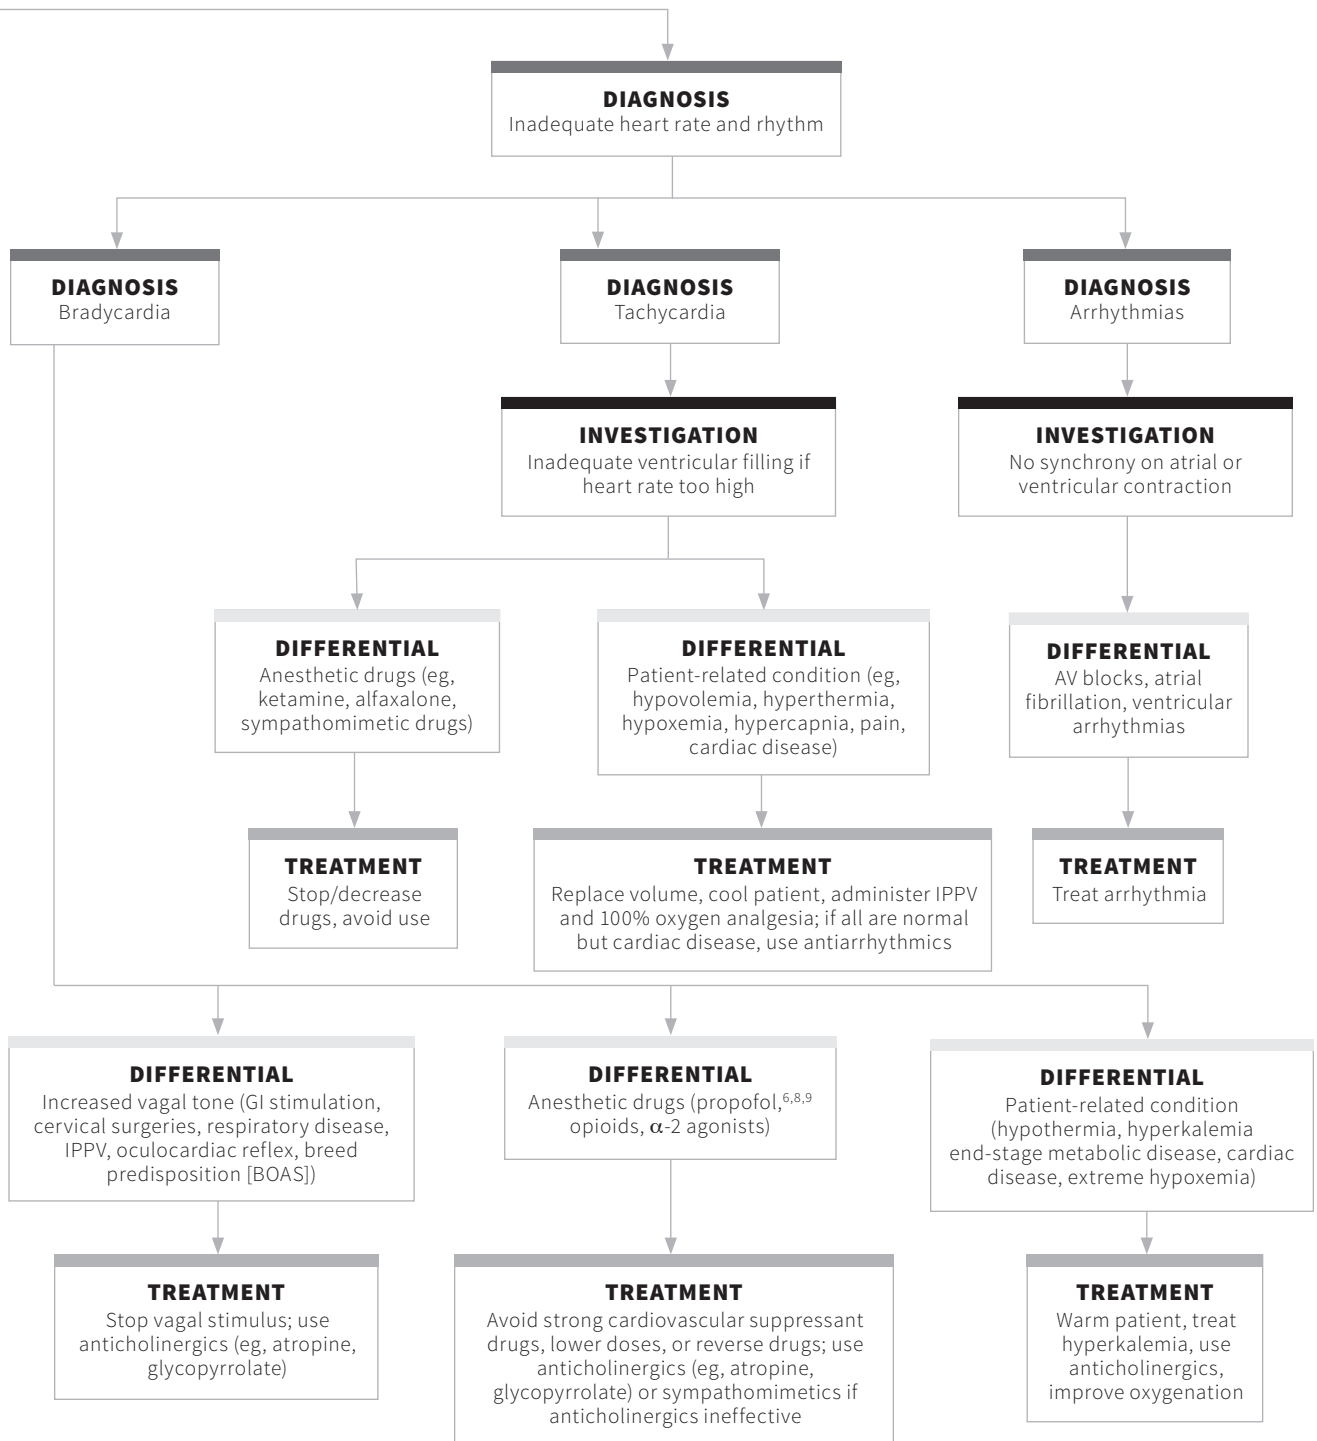 DIAGNOSIS
Inadequate heart rate and rhythm
DIAGNOSIS
Bradycardia
DIAGNOSIS
Tachycardia
DIAGNOSIS
Arrhythmias
INVESTIGATION
Inadequate ventricular filling if
heart rate too high
INVESTIGATION
No synchrony on atrial or
ventricular contraction
DIFFERENTIAL
Anesthetic drugs (eg,
ketamine, alfaxalone,
sympathomimetic drugs)
DIFFERENTIAL
Patient-related condition (eg,
hypovolemia, hyperthermia,
hypoxemia, hypercapnia, pain,
cardiac disease)
DIFFERENTIAL
AV blocks, atrial
fibrillation, ventricular
arrhythmias
TREATMENT
Stop/decrease
drugs, avoid use
TREATMENT
Replace volume, cool patient, administer IPPV
and 100% oxygen analgesia; if all are normal
but cardiac disease, use antiarrhythmics
TREATMENT
Treat arrhythmia
DIFFERENTIAL
Increased vagal tone (GI stimulation,
cervical surgeries, respiratory disease,
IPPV, oculocardiac reflex, breed
predisposition [BOAS])
DIFFERENTIAL
Anesthetic drugs (propofol,6,8,9
opioids, α-2 agonists)
DIFFERENTIAL
Patient-related condition
(hypothermia, hyperkalemia
end-stage metabolic disease, cardiac
disease, extreme hypoxemia)
TREATMENT
Stop vagal stimulus; use
anticholinergics (eg, atropine,
glycopyrrolate)
TREATMENT
Avoid strong cardiovascular suppressant
drugs, lower doses, or reverse drugs; use
anticholinergics (eg, atropine,
glycopyrrolate) or sympathomimetics if
anticholinergics ineffective
TREATMENT
Warm patient, treat
hyperkalemia, use
anticholinergics,
improve oxygenation